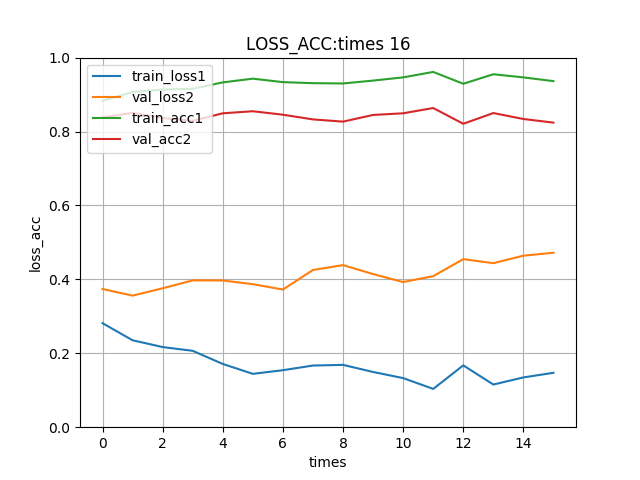 LOSS_ACC:times 16
train_loss1
val_loss2
train_acc1
val_acc2
loss_acc
1.0
0.8
0.6
0.4
0.2
0.0
0 2 4 6 8 10 12 14
times